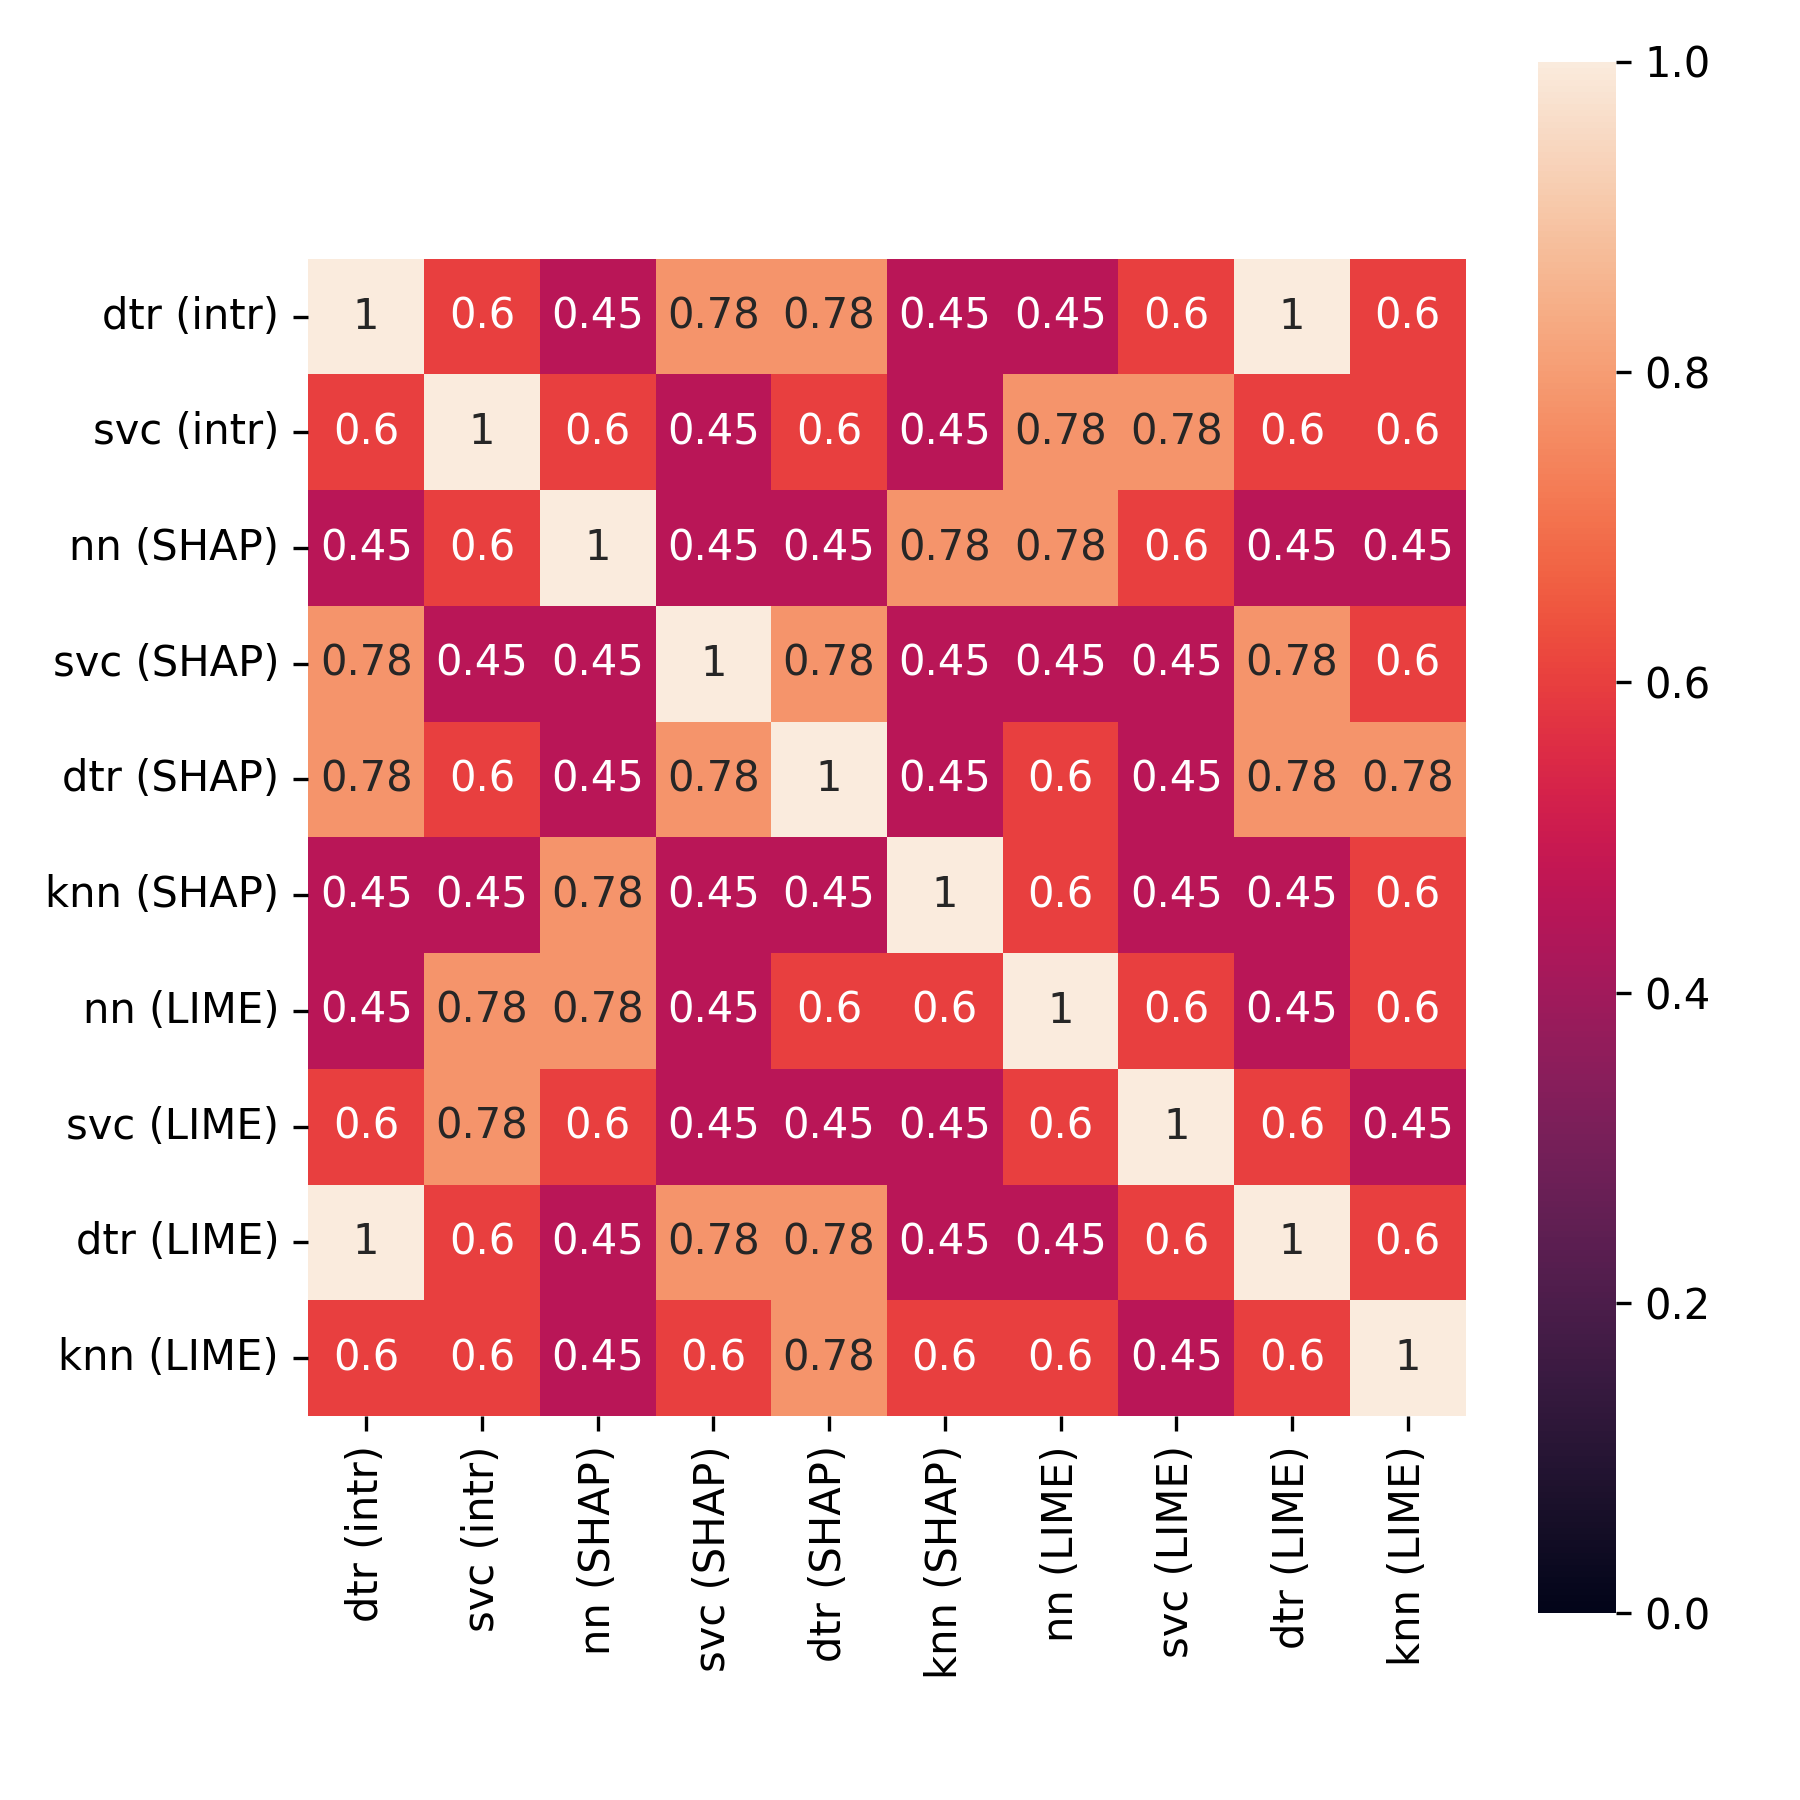 1.0
dtr (intr) 1 0.6 0.45 0.78 0.78 0.45 0.45 0.6 1 0.6
0.8
svc (intr) 0.6 1 0.6 0.45 0.6 0.45 0.78 0.78 0.6 0.6
nn (SHAP) 0.45 0.6 1 0.45 0.45 0.78 0.78 0.6 0.45 0.45
svc (SHAP) 0.78 0.45 0.45 1 0.78 0.45 0.45 0.45 0.78 0.6
0.6
dtr (SHAP) 0.78 0.6 0.45 0.78 1 0.45 0.6 0.45 0.78 0.78
knn (SHAP) 0.45 0.45 0.78 0.45 0.45 1 0.6 0.45 0.45 0.6
0.4
nn (LIME) 0.45 0.78 0.78 0.45 0.6 0.6 1 0.6 0.45 0.6
svc (LIME) 0.6 0.78 0.6 0.45 0.45 0.45 0.6 1 0.6 0.45
dtr (LIME) 1 0.6 0.45 0.78 0.78 0.45 0.45 0.6 1 0.6
0.2
knn (LIME) 0.6 0.6 0.45 0.6 0.78 0.6 0.6 0.45 0.6 1
0.0
dtr (intr)
svc (intr)
nn (SHAP)
svc (SHAP)
dtr (SHAP)
knn (SHAP)
nn (LIME)
svc (LIME)
dtr (LIME)
knn (LIME)